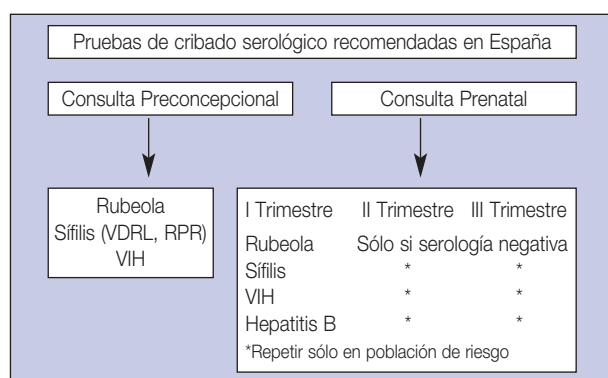 Pruebas de cribado serológico recomendadas en España
Consulta Preconcepcional
Consulta Prenatal
Rubeola
Sífilis (VDRL, RPR)
VIH
I Trimestre II Trimestre III Trimestre
Rubeola Sólo si serología negativa
Sífilis * *
VIH * *
Hepatitis B * *
*Repetir sólo en población de riesgo